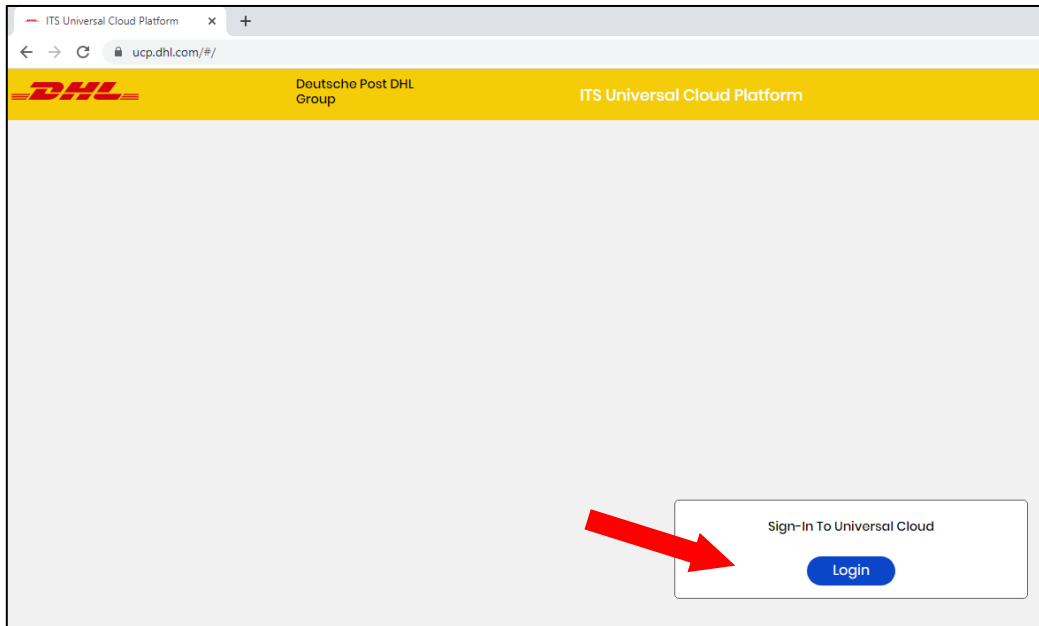 ITS Universal Cloud Platform
ucp.dhl.com/#/
DHL
Deutsche Post DHL
Group
ITS Universal Cloud Platform
Sign-In To Universal Cloud
Login